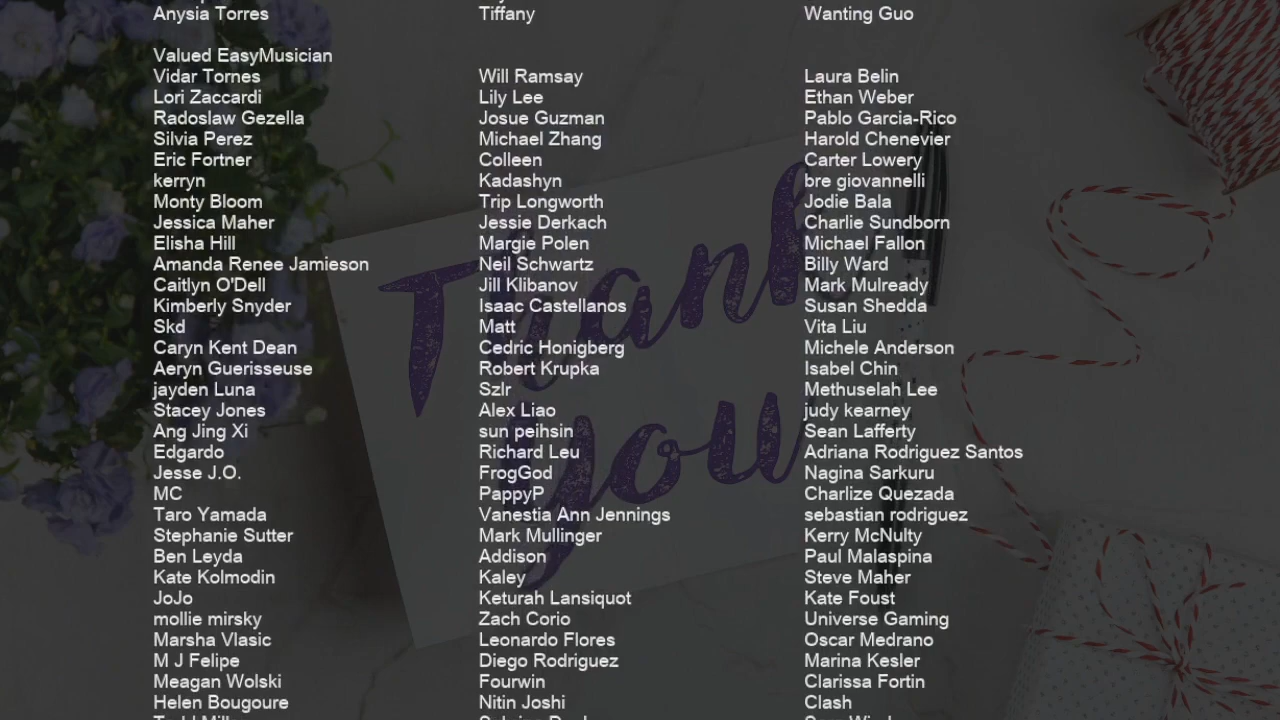 Anysia Torres Tiffany Wanting Guo
Valued EasyMusician
Vidar Tornes Will Ramsay Laura Belin
Lori Zaccardi Lily Lee Ethan Weber
Radoslaw Gezella Josue Guzman Pablo Garcia-Rico
Silvia Perez Michael Zhang Harold Chenevier
Eric Fortner Colleen Carter Lowery
kerryn Kadashyn bre giovannelli
Monty Bloom Trip Longworth Jodie Bala
Jessica Maher Jessie Derkach Charlie Sundborn
Elisha Hill Margie Polen Michael Fallon
Amanda Renee Jamieson Neil Schwartz Billy Ward
Caitlyn O'Dell Jill Klibanov Mark Mulready
Kimberly Snyder Isaac Castellanos Susan Shedda
Skd Matt Vita Liu
Caryn Kent Dean Cedric Honigberg Michele Anderson
Aeryn Guerisseuse Robert Krupka Isabel Chin
jayden Luna Szlr Methuselah Lee
Stacey Jones Alex Liao judy kearney
Ang Jing Xi sun peihsin Sean Lafferty
Edgardo Richard Leu Adriana Rodriguez Santos
Jesse J.O. FrogGod Nagina Sarkuru
MC PappyP Charlize Quezada
Taro Yamada Vanestia Ann Jennings sebastian rodriguez
Stephanie Sutter Mark Mullinger Kerry McNulty
Ben Leyda Addison Paul Malaspina
Kate Kolmodin Kaley Steve Maher
JoJo Keturah Lansiquot Kate Foust
mollie mirsky Zach Corio Universe Gaming
Marsha Vlasic Leonardo Flores Oscar Medrano
M J Felipe Diego Rodriguez Marina Kesler
Meagan Wolski Fourwin Clarissa Fortin
Helen Bougoure Nitin Joshi Clash
Thank
you